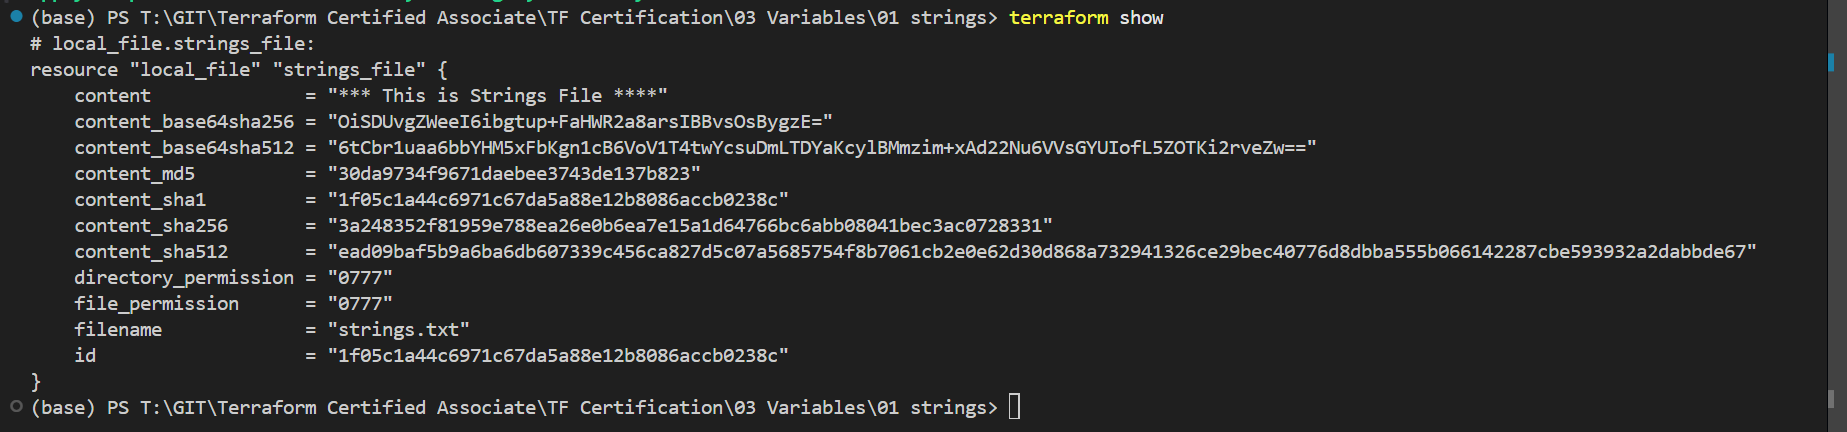 (base) PS T:\GIT\Terraform Certified Associate\TF Certification\03 Variables\01 strings> terraform show
# local_file.strings_file:
resource "local_file" "strings_file" {
    content              = "*** This is Strings File ****"
    content_base64sha256 = "OiSDUvgZWeeI6ibgtup+FaHWR2a8arsIBBvsOsBygzE="
    content_base64sha512 = "6tCbr1uaa6bbYHM5xFbKgn1cB6VoV1T4twYcsuDmLTDYaKcylBMmzim+xAd22Nu6VVsGYUIofL5ZOTKi2rveZw=="
    content_md5          = "30da9734f9671daebee3743de137b823"
    content_sha1         = "1f05c1a44c6971c67da5a88e12b8086accb0238c"
    content_sha256       = "3a248352f81959e788ea26e0b6ea7e15a1d64766bc6abb08041bec3ac0728331"
    content_sha512       = "ead09baf5b9a6ba6db607339c456ca827d5c07a5685754f8b7061cb2e0e62d30d868a732941326ce29bec40776d8dbba555b066142287cbe593932a2dabbde67"
    directory_permission = "0777"
    file_permission      = "0777"
    filename             = "strings.txt"
    id                   = "1f05c1a44c6971c67da5a88e12b8086accb0238c"
}
(base) PS T:\GIT\Terraform Certified Associate\TF Certification\03 Variables\01 strings>